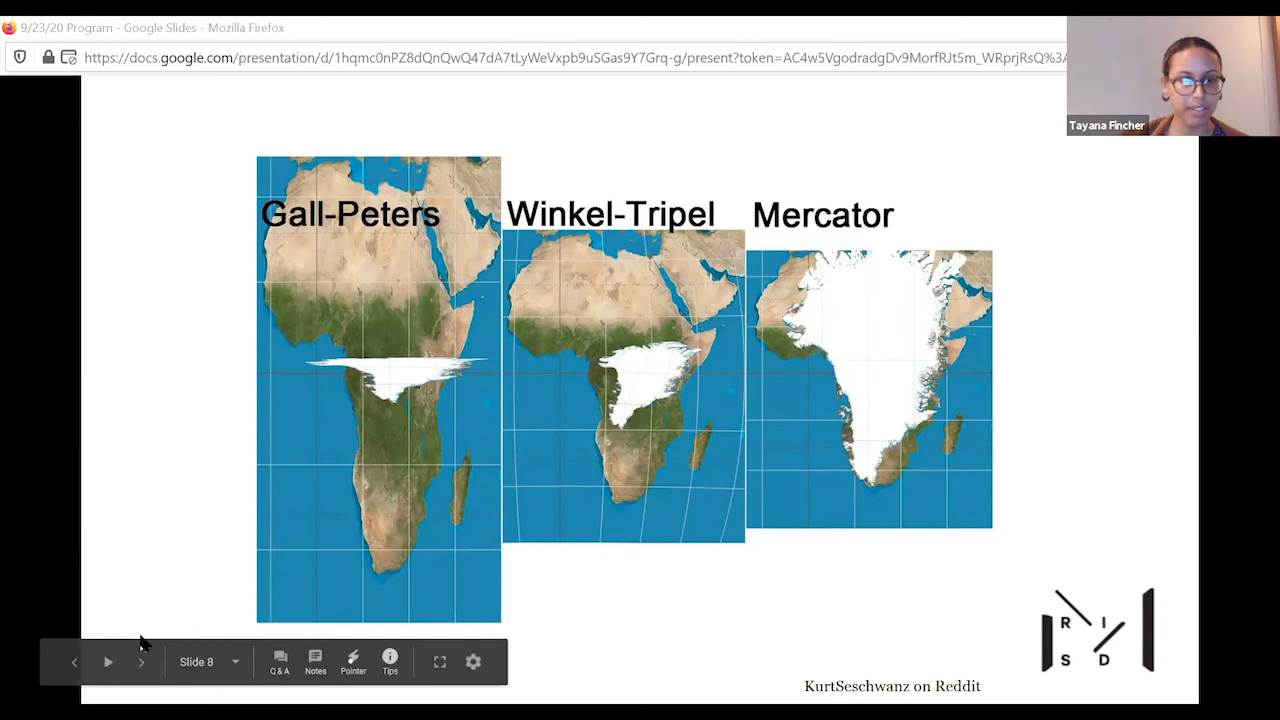 9/23/20 Program - Google Slides - Mozilla Firefox
https://docs.google.com/presentation/d/1hqmc0nPZ8dQnQwQ47dA7tLyWeVxpb9uSGas9Y7Grq-g/present?token=AC4w5VgodradgDv9MorfRJt5m_WRprjRsQ%3A
Tayana Fincher
Gall-Peters
Winkel-Tripel
Mercator
R I
S D
Slide 8
Q & A
Notes
Pointer
Tips
KurtSeschwanz on Reddit